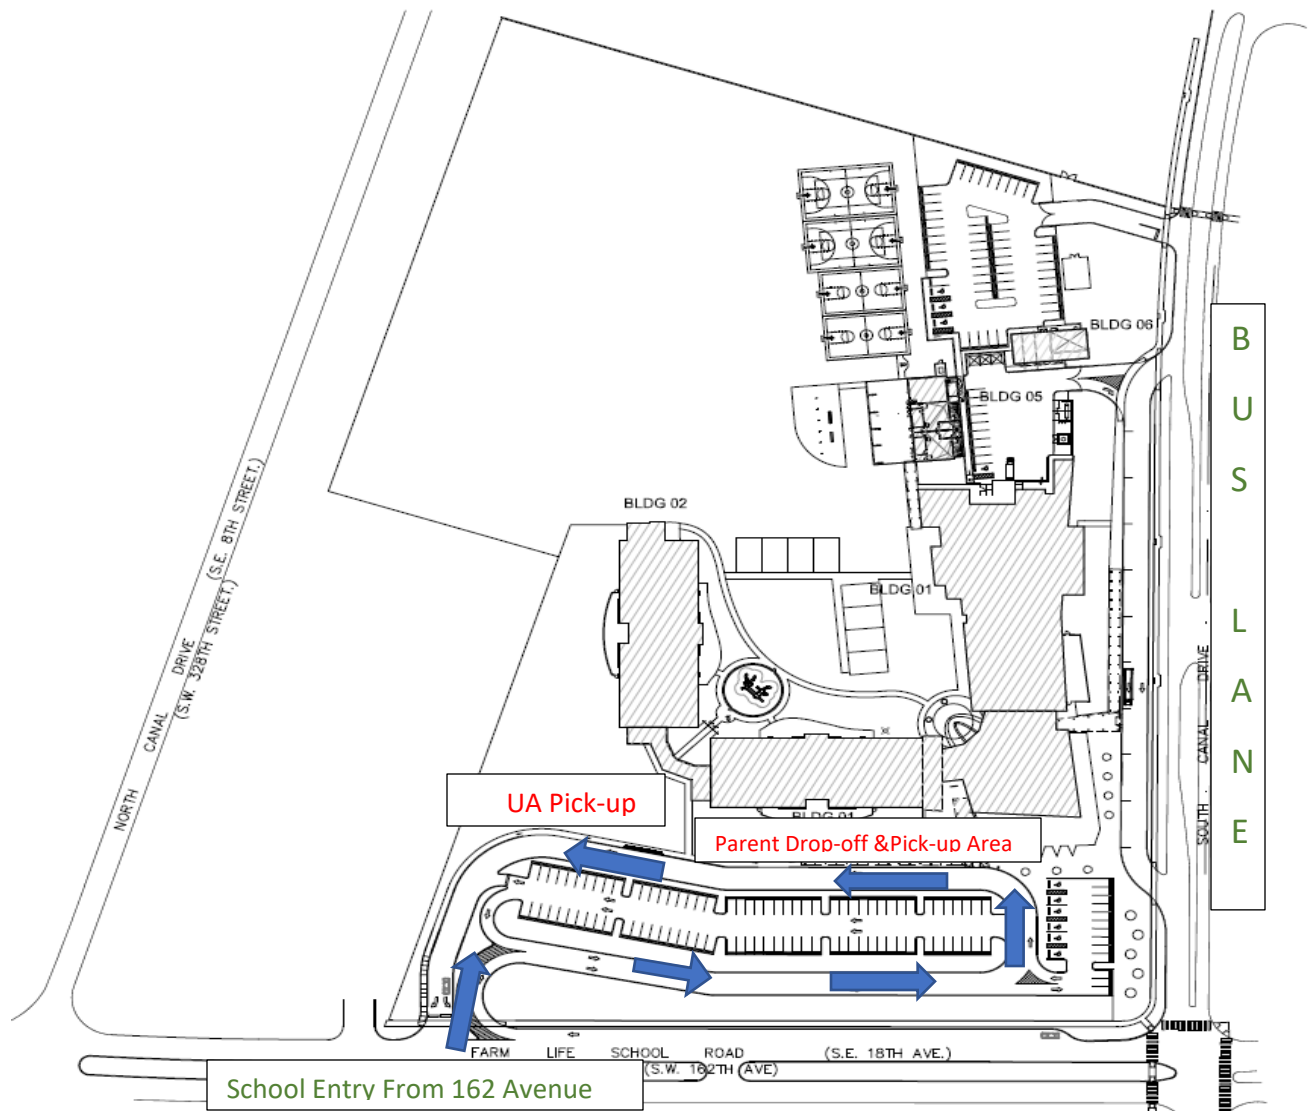 BLDG 06
BLDG 05
B
U
S
L
A
N
E
BLDG 02
BLDG 01
NORTH CANAL DRIVE (S.E. 8TH STREET.)
(S.W. 328TH STREET.)
SOUTH CANAL DRIVE
UA Pick-up
BLDG 01
Parent Drop-off &Pick-up Area
FARM LIFE SCHOOL ROAD (S.E. 18TH AVE.)
(S.W. 162TH AVE)
School Entry From 162 Avenue